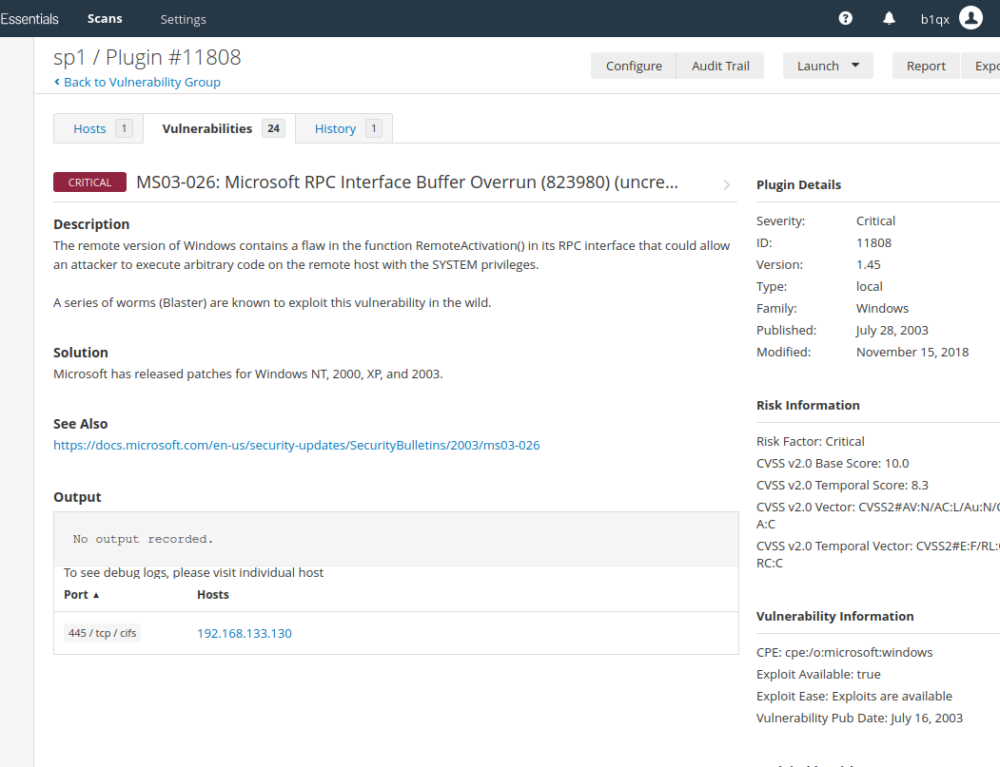 Essentials Scans Settings b1qx
sp1 / Plugin #11808
Back to Vulnerability Group
Configure Audit Trail Launch Report Expo
Hosts 1 Vulnerabilities 24 History 1
CRITICAL MS03-026: Microsoft RPC Interface Buffer Overrun (823980) (uncre...
Description
The remote version of Windows contains a flaw in the function RemoteActivation() in its RPC interface that could allow
an attacker to execute arbitrary code on the remote host with the SYSTEM privileges.
A series of worms (Blaster) are known to exploit this vulnerability in the wild.
Solution
Microsoft has released patches for Windows NT, 2000, XP, and 2003.
See Also
https://docs.microsoft.com/en-us/security-updates/SecurityBulletins/2003/ms03-026
Output
No output recorded.
To see debug logs, please visit individual host
Port ▲ Hosts
445 / tcp / cifs 192.168.133.130
Plugin Details
Severity: Critical
ID: 11808
Version: 1.45
Type: local
Family: Windows
Published: July 28, 2003
Modified: November 15, 2018
Risk Information
Risk Factor: Critical
CVSS v2.0 Base Score: 10.0
CVSS v2.0 Temporal Score: 8.3
CVSS v2.0 Vector: CVSS2#AV:N/AC:L/Au:N/C
A:C
CVSS v2.0 Temporal Vector: CVSS2#E:F/RL:
RC:C
Vulnerability Information
CPE: cpe:/o:microsoft:windows
Exploit Available: true
Exploit Ease: Exploits are available
Vulnerability Pub Date: July 16, 2003